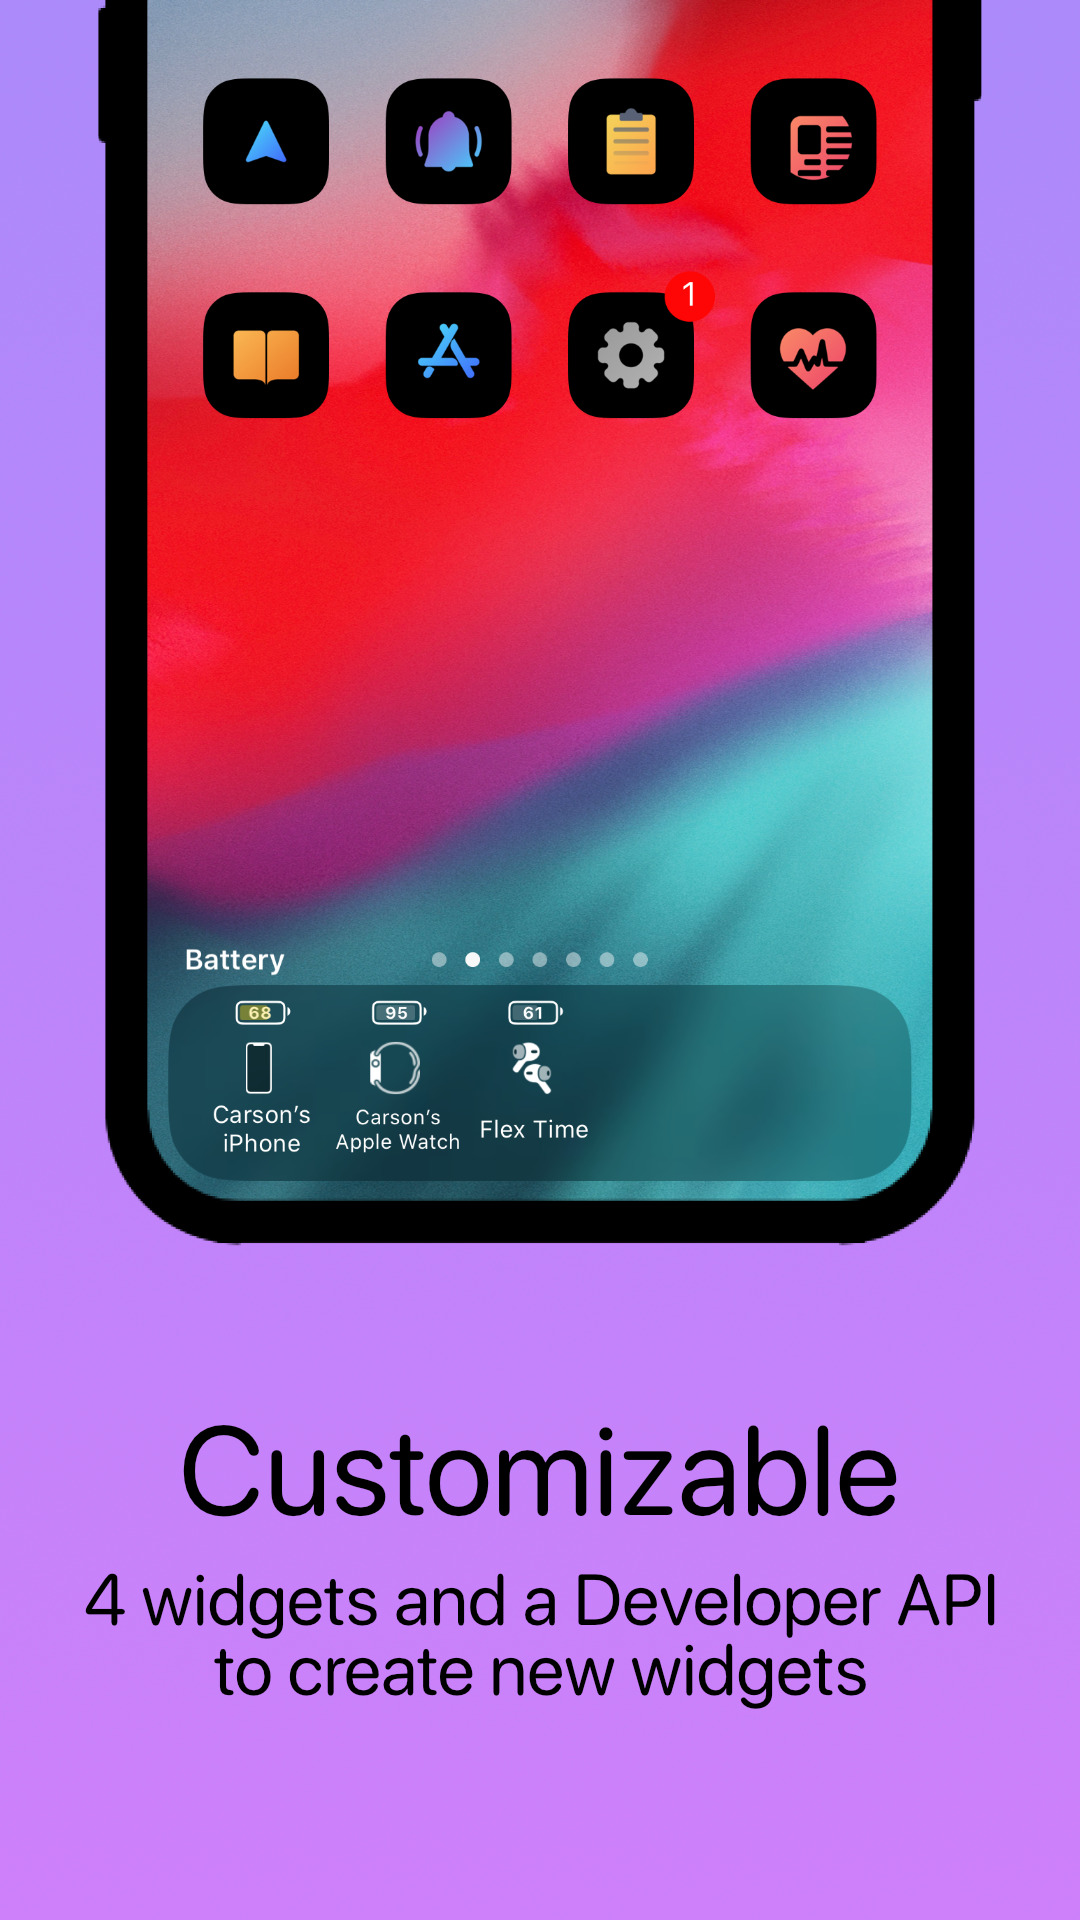 1
Battery
68 95 61
Carson’s
iPhone
Carson’s
Apple Watch
Flex Time
Customizable
4 widgets and a Developer API
to create new widgets